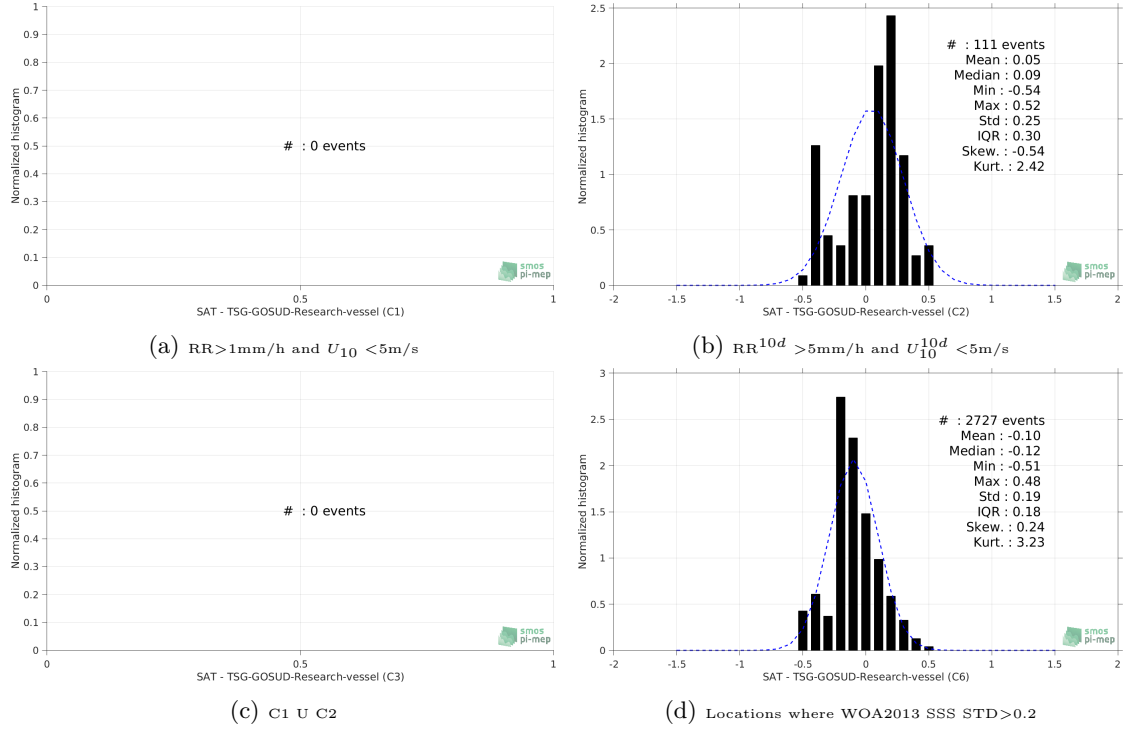 1
0.9
0.8
0.7
0.6
0.5
0.4
0.3
0.2
0.1
0
Normalized histogram
# : 0 events
smos
pi-mep
0
0.5
1
SAT - TSG-GOSUD-Research-vessel (C1)
(a) RR>1mm/h and U10 <5m/s
2.5
2
1.5
1
0.5
0
Normalized histogram
# : 111 events
Mean : 0.05
Median : 0.09
Min : -0.54
Max : 0.52
Std : 0.25
IQR : 0.30
Skew. : -0.54
Kurt. : 2.42
smos
pi-mep
-2 -1.5 -1 -0.5 0 0.5 1 1.5 2
SAT - TSG-GOSUD-Research-vessel (C2)
(b) RR10d >5mm/h and U10d10 <5m/s
1
0.9
0.8
0.7
0.6
0.5
0.4
0.3
0.2
0.1
0
Normalized histogram
# : 0 events
smos
pi-mep
0
0.5
1
SAT - TSG-GOSUD-Research-vessel (C3)
(c) C1 U C2
3
2.5
2
1.5
1
0.5
0
Normalized histogram
# : 2727 events
Mean : -0.10
Median : -0.12
Min : -0.51
Max : 0.48
Std : 0.19
IQR : 0.18
Skew. : 0.24
Kurt. : 3.23
smos
pi-mep
-2 -1.5 -1 -0.5 0 0.5 1 1.5 2
SAT - TSG-GOSUD-Research-vessel (C6)
(d) Locations where WOA2013 SSS STD>0.2